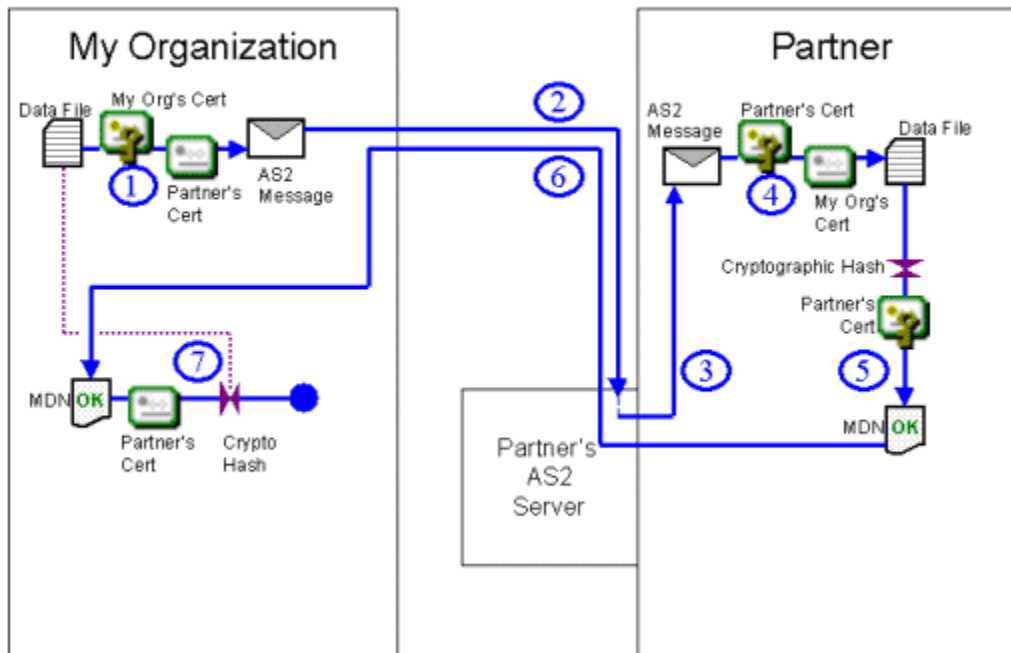 My Organization
Data File
My Org's Cert
1
Partner's
Cert
AS2
Message
2
6
MDN
OK
7
Partner's
Cert
Crypto
Hash
Partner's
AS2
Server
Partner
AS2
Message
Partner's Cert
Data File
4
My Org's
Cert
Cryptographic Hash
Partner's
Cert
3
5
MDN
OK